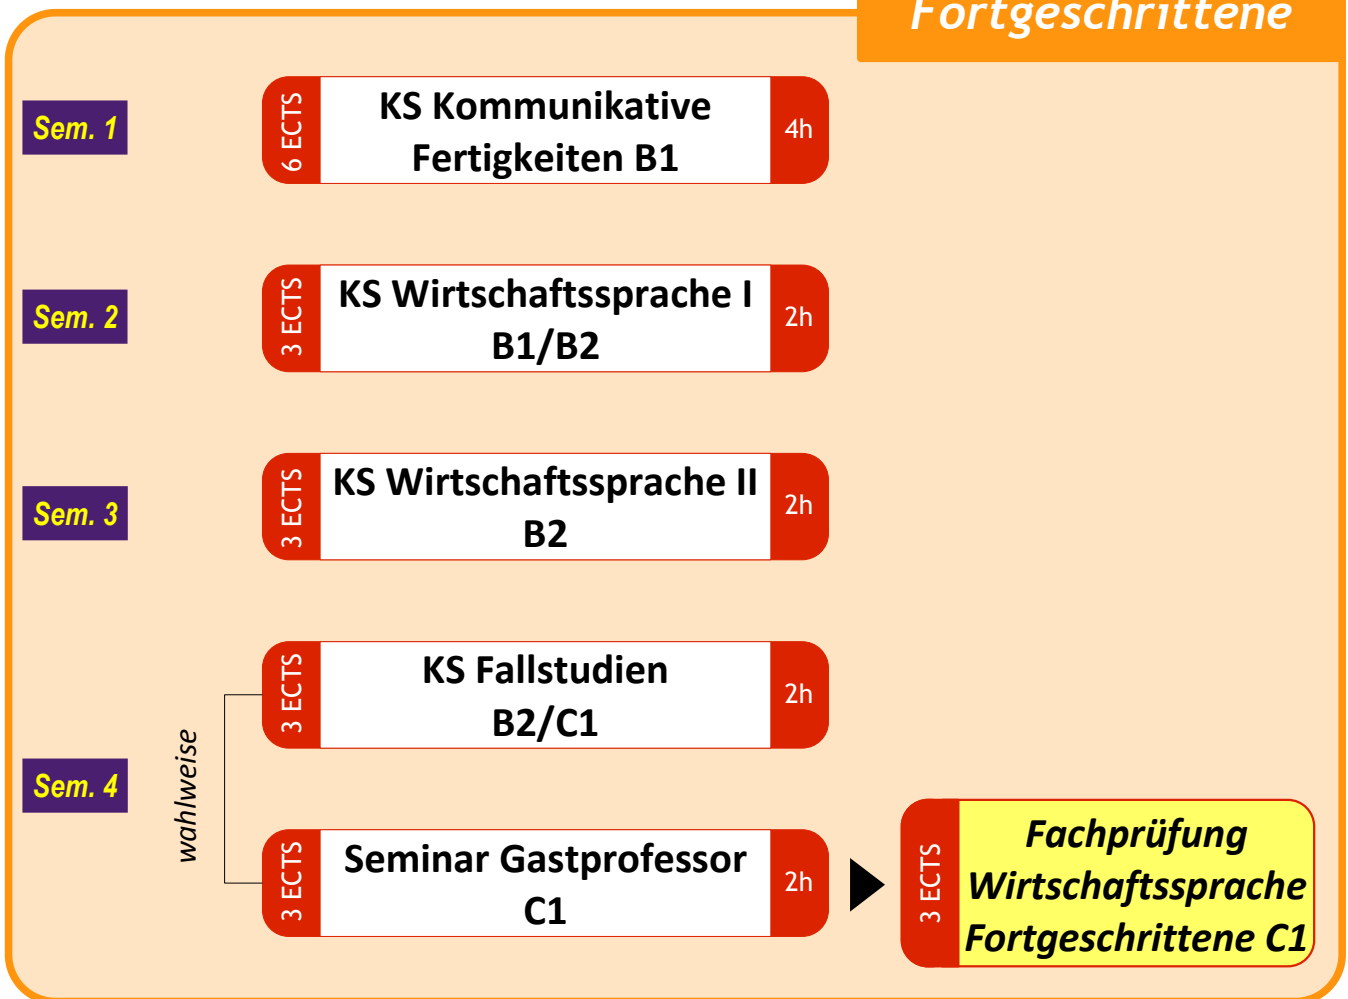 Fortgeschrittene
Sem. 1
6 ECTS
KS Kommunikative
Fertigkeiten B1
4h
Sem. 2
3 ECTS
KS Wirtschaftssprache I
B1/B2
2h
Sem. 3
3 ECTS
KS Wirtschaftssprache II
B2
2h
Sem. 4
wahlweise
3 ECTS
KS Fallstudien
B2/C1
2h
3 ECTS
Seminar Gastprofessor
C1
2h
3 ECTS
Fachprüfung
Wirtschaftssprache
Fortgeschrittene C1